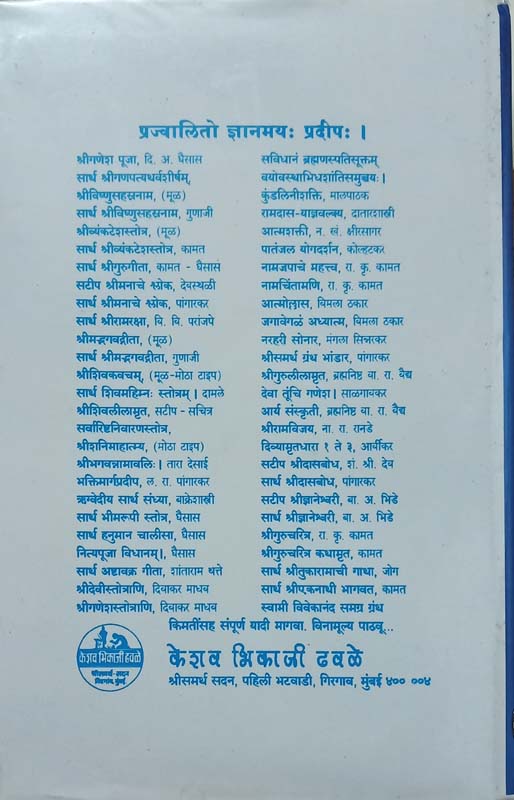 प्रज्वालितो ज्ञानमयः प्रदीपः ।
श्रीगणेश पूजा, दि. अ. घैसास
सार्थ श्रीगणपत्यथर्वशीर्षम्,
श्रीविष्णुसहस्रनाम, (मूळ)
सार्थ श्रीविष्णुसहस्रनाम, गुणाजी
श्रीव्यंकटेशस्तोत्र, (मूळ)
सार्थ श्रीव्यंकटेशस्तोत्र, कामत
सार्थ श्रीगुरुगीता, कामत - घैसास
सटीप श्रीमनाचे श्लोक, देवस्थळी
सार्थ श्रीमनाचे श्लोक, पांगारकर
सार्थ श्रीरामरक्षा, वि. वि. परांजपे
श्रीमद्भगवद्गीता, (मूळ)
सार्थ श्रीमद्भगवद्गीता, गुणाजी
श्रीशिवकवचम्, (मूळ-मोठा टाइप)
सार्थ शिवमहिम्नः स्तोत्रम् । दामले
श्रीशिवलीलामृत, सटीप - सचित्र
सर्वारिष्टनिवारणस्तोत्र,
श्रीशनिमाहात्म्य, (मोठा टाइप)
श्रीभगवन्नामावलिः । तारा देसाई
भक्तिमार्गप्रदीप, ल. रा. पांगारकर
ऋग्वेदीय सार्थ संध्या, बाक्रेशास्त्री
सार्थ भीमरूपी स्तोत्र, घैसास
सार्थ हनुमान चालीसा, घैसास
नित्यपूजा विधानम् ।, घैसास
सार्थ अष्टावक्र गीता, शांताराम थत्ते
श्रीदेवीस्तोत्राणि, दिवाकर माधव
श्रीगणेशस्तोत्राणि, दिवाकर माधव
सविधानं ब्रह्मणस्पतिसूक्तम्
वयोवस्थाभिधशांतिसमुच्चयः ।
कुंडलिनीशक्ति, मालपाठक
रामदास-याज्ञवल्क्य, दातारशास्त्री
आत्मशक्ती, न. खं. क्षीरसागर
पातंजल योगदर्शन, कोल्हटकर
नामजपाचे महत्त्व, रा. कृ. कामत
नामचिंतामणि, रा. कृ. कामत
आत्मोल्लास, विमला ठकार
जगावेगळं अध्यात्म, विमला ठकार
नरहरी सोनार, मंगला सिन्नरकर
श्रीसमर्थ ग्रंथ भांडार, पांगारकर
श्रीगुरुलीलामृत, ब्रह्मनिष्ठ वा. रा. वैद्य
देवा तूंचि गणेश । साळगावकर
आर्य संस्कृती, ब्रह्मनिष्ठ वा. रा. वैद्य
श्रीरामविजय, ना. रा. रानडे
दिव्यामृतधारा १ ते ३, आर्वीकर
सटीप श्रीदासबोध, शं. श्री. देव
सार्थ श्रीदासबोध, पांगारकर
सटीप श्रीज्ञानेश्वरी, बा. अ. भिडे
सार्थ श्रीज्ञानेश्वरी, बा. अ. भिडे
श्रीगुरुचरित्र, रा. कृ. कामत
श्रीगुरुचरित्र कथामृत, कामत
सार्थ श्रीतुकारामाची गाथा, जोग
सार्थ श्रीएकनाथी भागवत, कामत
स्वामी विवेकानंद समग्र ग्रंथ
किमतींसह संपूर्ण यादी मागवा. विनामूल्य पाठवू...
केशव भिकाजी ढवळे
केशव भिकाजी ढवळे
श्रीसमर्थ सदन, पहिली भटवाडी, गिरगाव, मुंबई ४०० ००४